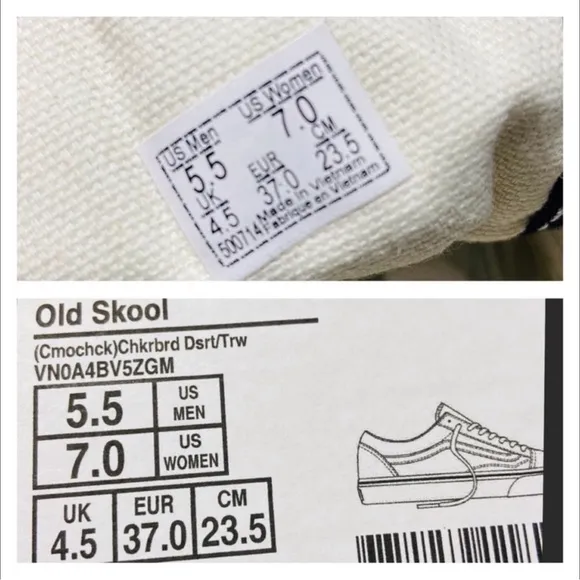 US Men US Women
5.5 7.0
UK EUR CM
4.5 37.0 23.5
500714 Made in Vietnam
Fabriqué en Vietnam
Old Skool
(Cmochck)Chkrbrd Dsrt/Trw
VN0A4BV5ZGM
5.5 US MEN
7.0 US WOMEN
UK EUR CM
4.5 37.0 23.5